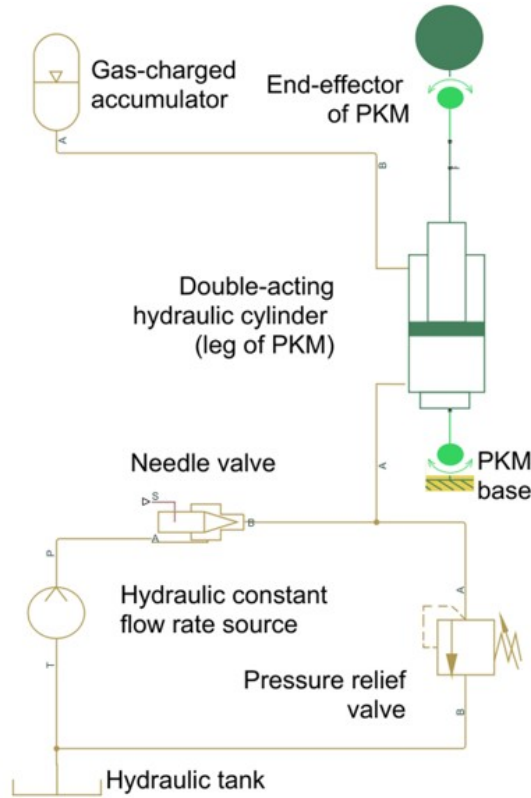 Gas-charged
accumulator
End-effector
of PKM
A
B
Double-acting
hydraulic cylinder
(leg of PKM)
A
Needle valve
S
A
B
PKM
base
P
Hydraulic constant
flow rate source
A
T
Pressure relief
valve
B
Hydraulic tank